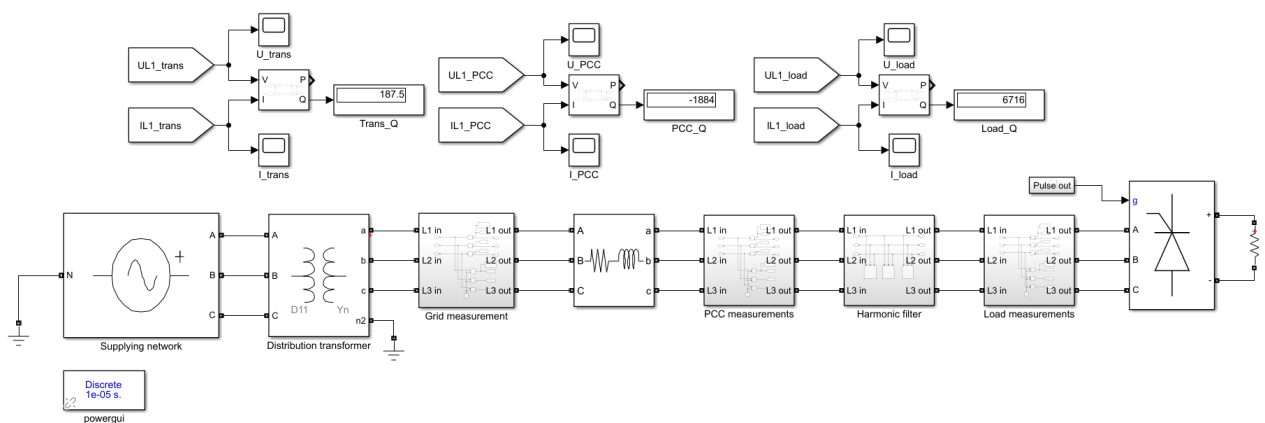 U_trans
UL1_trans
V
P
I
Q
187.5
Trans_Q
IL1_trans
I_trans
U_PCC
UL1_PCC
V
P
I
Q
-1884
PCC_Q
IL1_PCC
I_PCC
U_load
UL1_load
V
P
I
Q
6716
Load_Q
IL1_load
I_load
N
+
A
B
C
Supplying network
A
B
C
D11
Yn
a
b
c
n2
Distribution transformer
L1 in
L2 in
L3 in
L1 out
L2 out
L3 out
Grid measurement
A
B
C
a
b
c
L1 in
L2 in
L3 in
L1 out
L2 out
L3 out
PCC measurements
L1 in
L2 in
L3 in
L1 out
L2 out
L3 out
Harmonic filter
L1 in
L2 in
L3 in
L1 out
L2 out
L3 out
Load measurements
Pulse out
g
A
B
C
+
-
+
Discrete
1e-05 s.
powergui